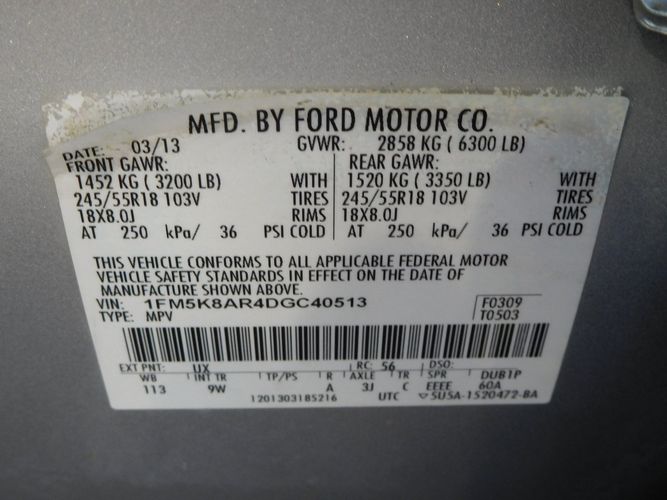 MFD. BY FORD MOTOR CO.
DATE: 03/13 GVWR: 2858 KG ( 6300 LB)
FRONT GAWR: REAR GAWR:
1452 KG ( 3200 LB) WITH 1520 KG ( 3350 LB) WITH
245/55R18 103V TIRES 245/55R18 103V TIRES
18X8.0J RIMS 18X8.0J RIMS
AT 250 kPa/ 36 PSI COLD AT 250 kPa/ 36 PSI COLD
THIS VEHICLE CONFORMS TO ALL APPLICABLE FEDERAL MOTOR
VEHICLE SAFETY STANDARDS IN EFFECT ON THE DATE OF
MANUFACTURE SHOWN ABOVE.
VIN: 1FM5K8AR4DGC40513 F0309
TYPE: MPV T0503
EXT PNT: UX RC: 56 DSO:
WB INT TR TP/PS R AXLE TR SPR DUB1P
113 9W A 3J C EEEE 60A
1201303185216 UTC ▽5U5A-1520472-BA